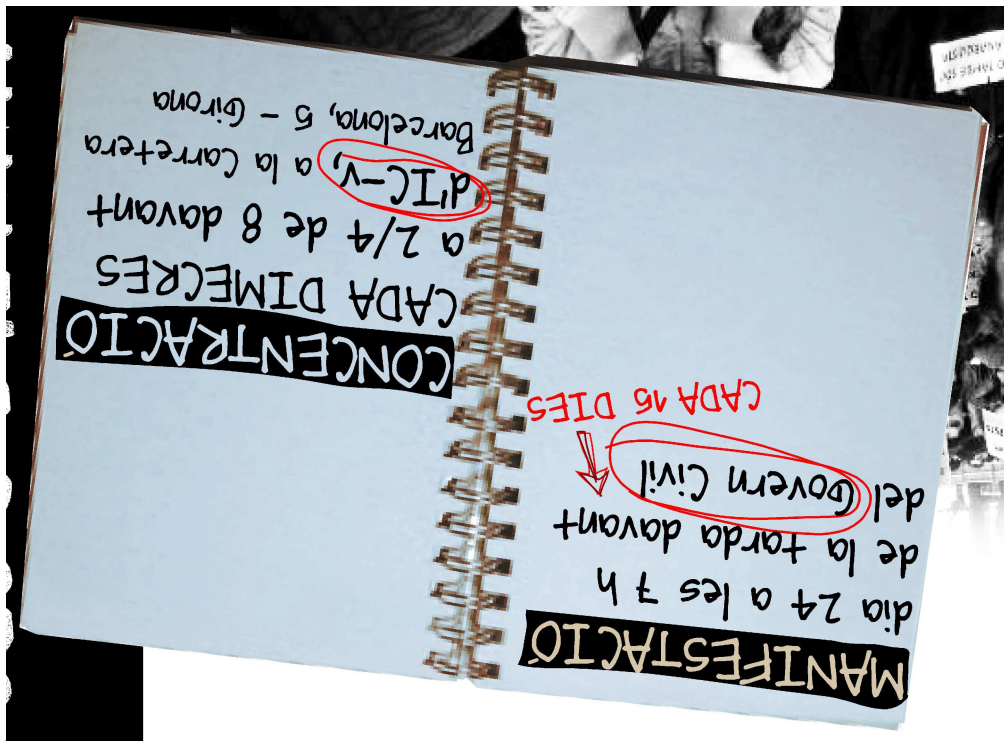 MANIFESTACIÓ
dia 24 a les 7 h
de la tarda davant
del Govern Civil
CADA 15 DIES
CONCENTRACIÓ
CADA DIMECRES
a 2/4 de 8 davant
d'IC-v, a la Carretera
Barcelona, 5 - Girona